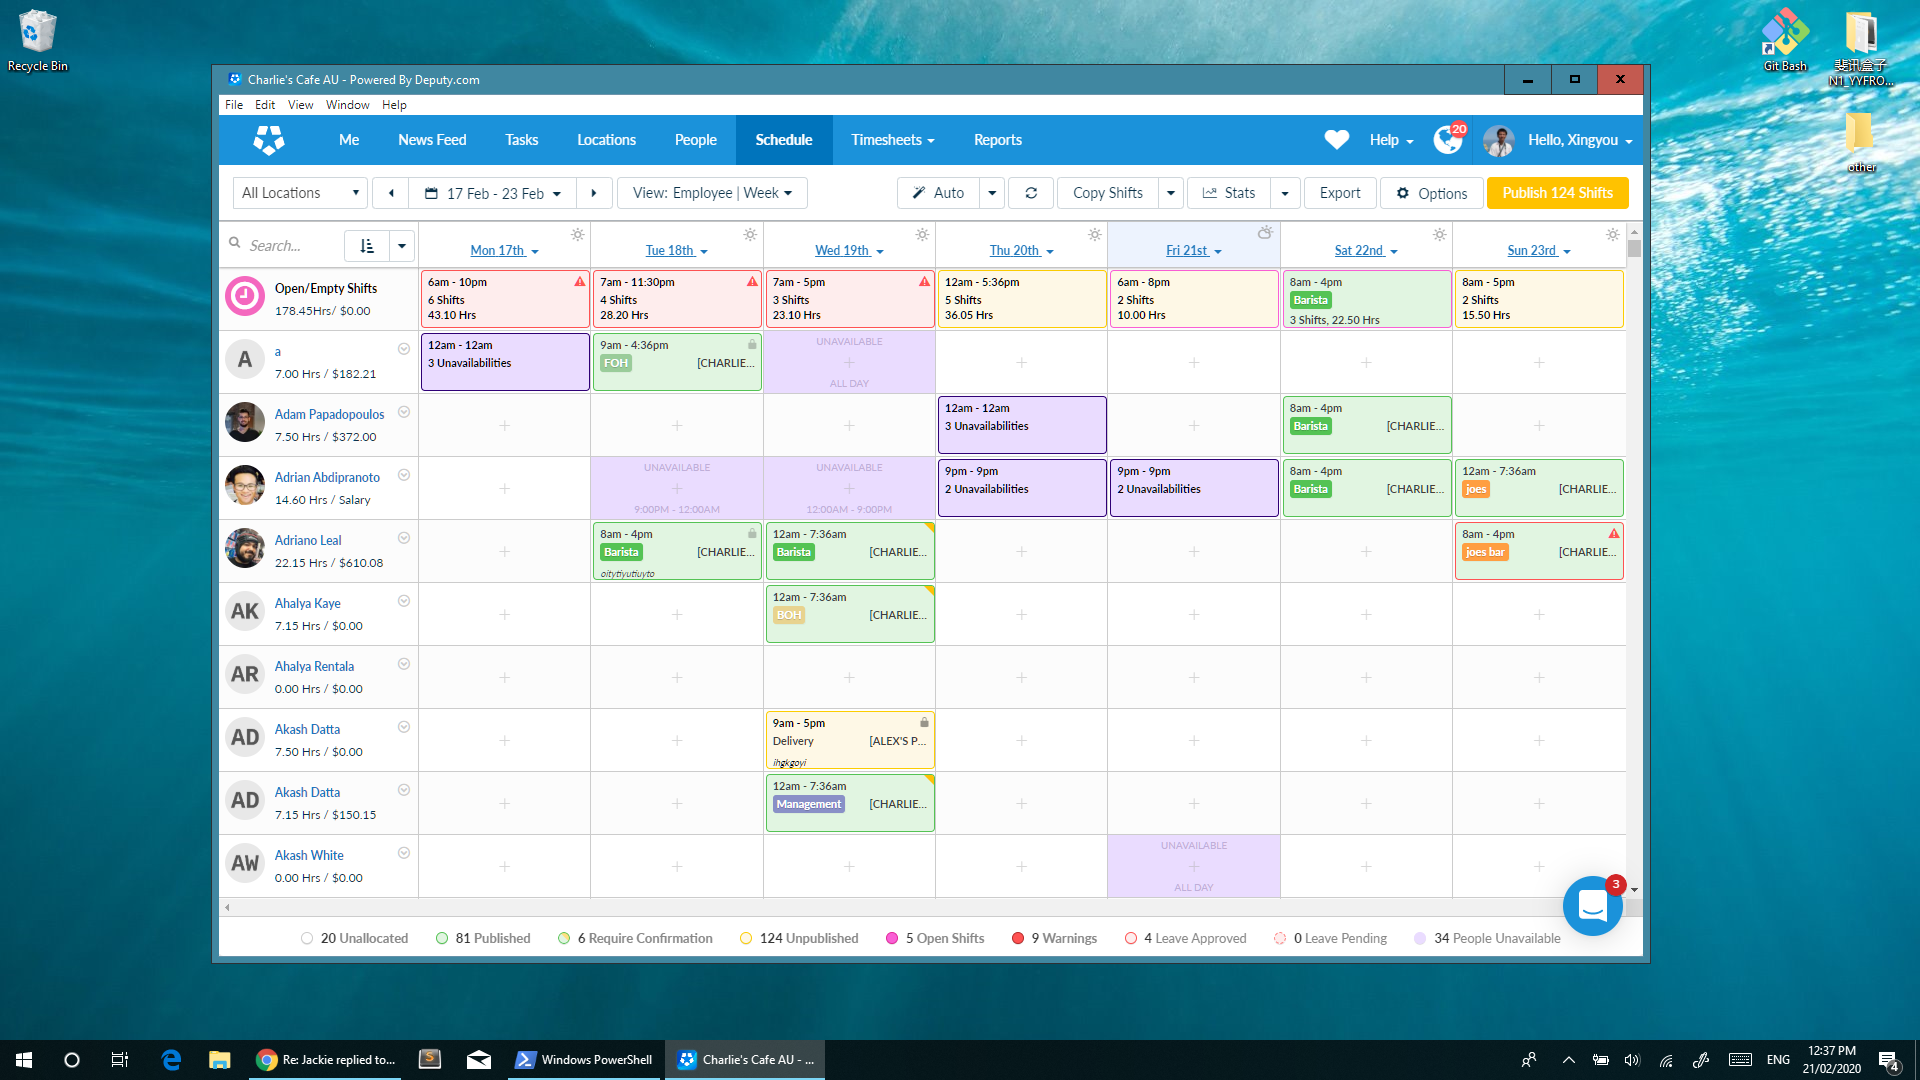 Recycle Bin
Git Bash
斐讯盒子
N1_YYFRO...
other
Charlie's Cafe AU - Powered By Deputy.com
File Edit View Window Help
Me News Feed Tasks Locations People Schedule Timesheets Reports
Help 20 Hello, Xingyou
All Locations 17 Feb - 23 Feb View: Employee | Week Auto Copy Shifts Stats Export Options Publish 124 Shifts
Search... Mon 17th Tue 18th Wed 19th Thu 20th Fri 21st Sat 22nd Sun 23rd
Open/Empty Shifts
178.45Hrs/ $0.00
6am - 10pm
6 Shifts
43.10 Hrs
7am - 11:30pm
4 Shifts
28.20 Hrs
7am - 5pm
3 Shifts
23.10 Hrs
12am - 5:36pm
5 Shifts
36.05 Hrs
6am - 8pm
2 Shifts
10.00 Hrs
8am - 4pm
Barista
3 Shifts, 22.50 Hrs
8am - 5pm
2 Shifts
15.50 Hrs
A a
7.00 Hrs / $182.21
12am - 12am
3 Unavailabilities
9am - 4:36pm
FOH [CHARLIE...
UNAVAILABLE
ALL DAY
Adam Papadopoulos
7.50 Hrs / $372.00
12am - 12am
3 Unavailabilities
8am - 4pm
Barista [CHARLIE...
Adrian Abdipranoto
14.60 Hrs / Salary
UNAVAILABLE
9:00PM - 12:00AM
UNAVAILABLE
12:00AM - 9:00PM
9pm - 9pm
2 Unavailabilities
9pm - 9pm
2 Unavailabilities
8am - 4pm
Barista [CHARLIE...
12am - 7:36am
joes [CHARLIE...
Adriano Leal
22.15 Hrs / $610.08
8am - 4pm
Barista [CHARLIE...
oitytiyutiuyto
12am - 7:36am
Barista [CHARLIE...
8am - 4pm
joes bar [CHARLIE...
AK Ahalya Kaye
7.15 Hrs / $0.00
12am - 7:36am
BOH [CHARLIE...
AR Ahalya Rentala
0.00 Hrs / $0.00
AD Akash Datta
7.50 Hrs / $0.00
9am - 5pm
Delivery [ALEX'S P...
ihgkgoyi
AD Akash Datta
7.15 Hrs / $150.15
12am - 7:36am
Management [CHARLIE...
AW Akash White
0.00 Hrs / $0.00
UNAVAILABLE
ALL DAY
3
20 Unallocated 81 Published 6 Require Confirmation 124 Unpublished 5 Open Shifts 9 Warnings 4 Leave Approved 0 Leave Pending 34 People Unavailable
Re: Jackie replied to... Windows PowerShell Charlie's Cafe AU - ... ENG
12:37 PM
21/02/2020
4